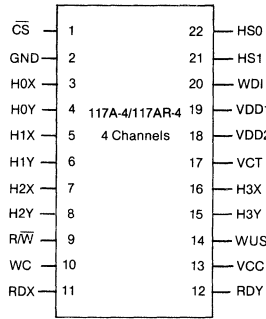 C̅S̅ 1 22 HS0
GND 2 21 HS1
H0X 3 20 WDI
H0Y 4 117A-4/117AR-4 19 VDD1
H1X 5 4 Channels 18 VDD2
H1Y 6 17 VCT
H2X 7 16 H3X
H2Y 8 15 H3Y
R/W̅ 9 14 WUS
WC 10 13 VCC
RDX 11 12 RDY